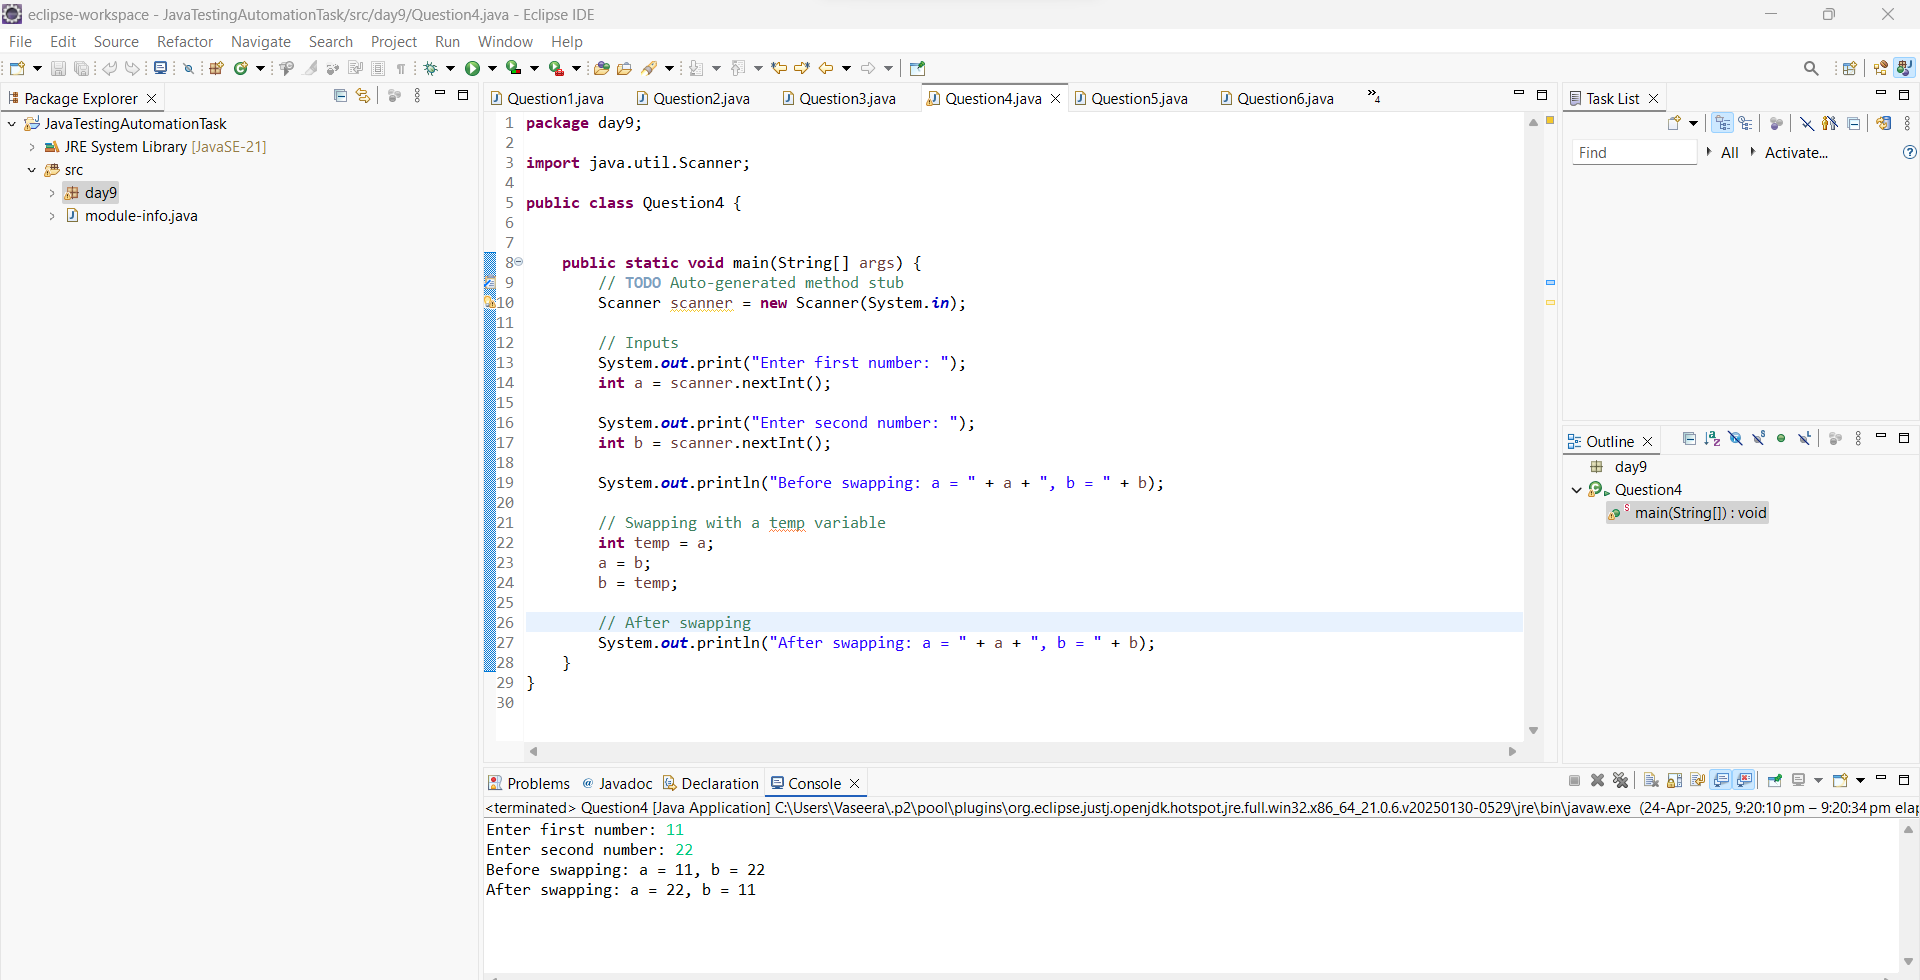 eclipse-workspace - JavaTestingAutomationTask/src/day9/Question4.java - Eclipse IDE
File Edit Source Refactor Navigate Search Project Run Window Help
Package Explorer
JavaTestingAutomationTask
JRE System Library [JavaSE-21]
src
day9
module-info.java
Question1.java Question2.java Question3.java Question4.java Question5.java Question6.java »4
1 package day9;
2
3 import java.util.Scanner;
4
5 public class Question4 {
6
7
8 public static void main(String[] args) {
9 // TODO Auto-generated method stub
10 Scanner scanner = new Scanner(System.in);
11
12 // Inputs
13 System.out.print("Enter first number: ");
14 int a = scanner.nextInt();
15
16 System.out.print("Enter second number: ");
17 int b = scanner.nextInt();
18
19 System.out.println("Before swapping: a = " + a + ", b = " + b);
20
21 // Swapping with a temp variable
22 int temp = a;
23 a = b;
24 b = temp;
25
26 // After swapping
27 System.out.println("After swapping: a = " + a + ", b = " + b);
28 }
29 }
30
Task List
Find All Activate...
Outline
day9
Question4
main(String[]) : void
Problems Javadoc Declaration Console
<terminated> Question4 [Java Application] C:\Users\Vaseera\.p2\pool\plugins\org.eclipse.justj.openjdk.hotspot.jre.full.win32.x86_64_21.0.6.v20250130-0529\jre\bin\javaw.exe (24-Apr-2025, 9:20:10 pm – 9:20:34 pm elap
Enter first number: 11
Enter second number: 22
Before swapping: a = 11, b = 22
After swapping: a = 22, b = 11